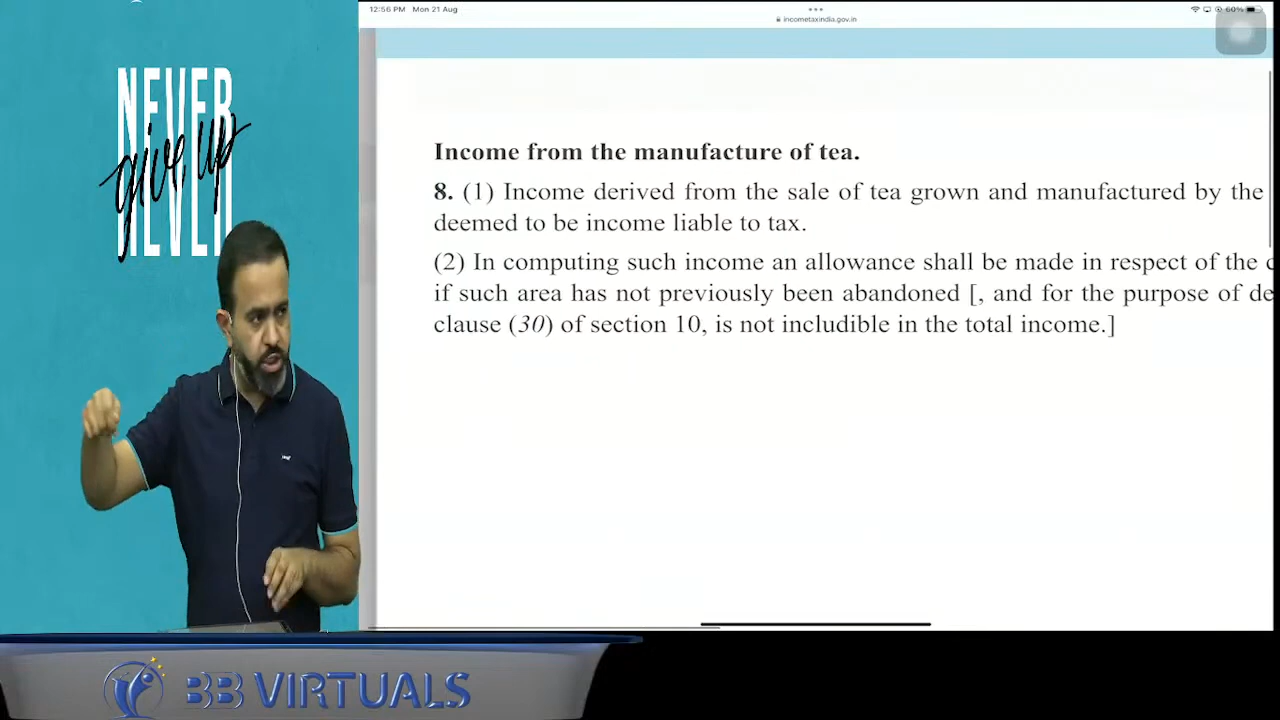 12:56 PM Mon 21 Aug
incometaxindia.gov.in
60%
NEVER
give up
NEVER
Income from the manufacture of tea.
8. (1) Income derived from the sale of tea grown and manufactured by the
deemed to be income liable to tax.
(2) In computing such income an allowance shall be made in respect of the c
if such area has not previously been abandoned [, and for the purpose of de
clause (30) of section 10, is not includible in the total income.]
BB VIRTUALS